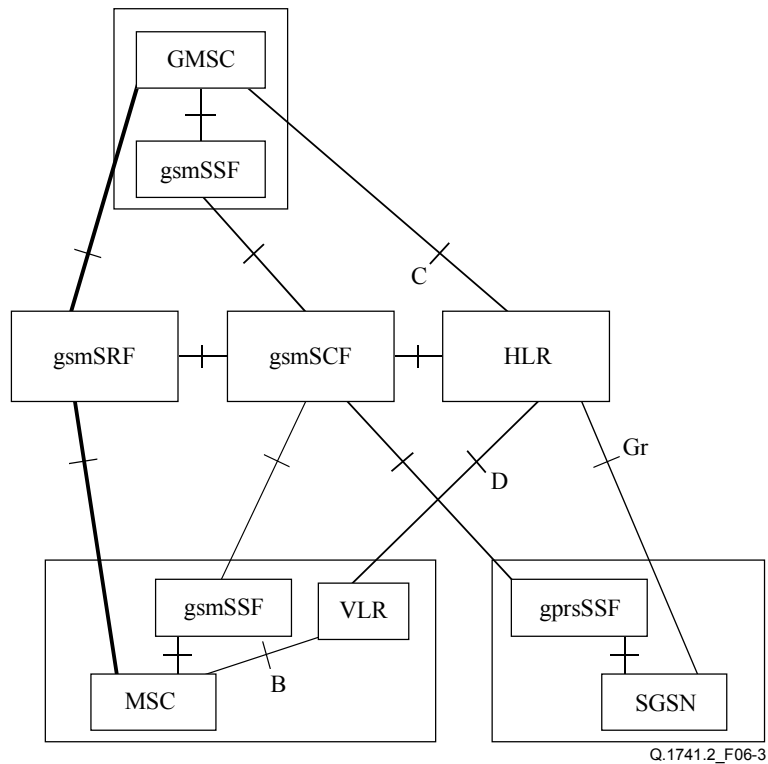 GMSC
gsmSSF
C
gsmSRF
gsmSCF
HLR
Gr
D
gsmSSF
VLR
gprsSSF
B
MSC
SGSN
Q.1741.2_F06-3